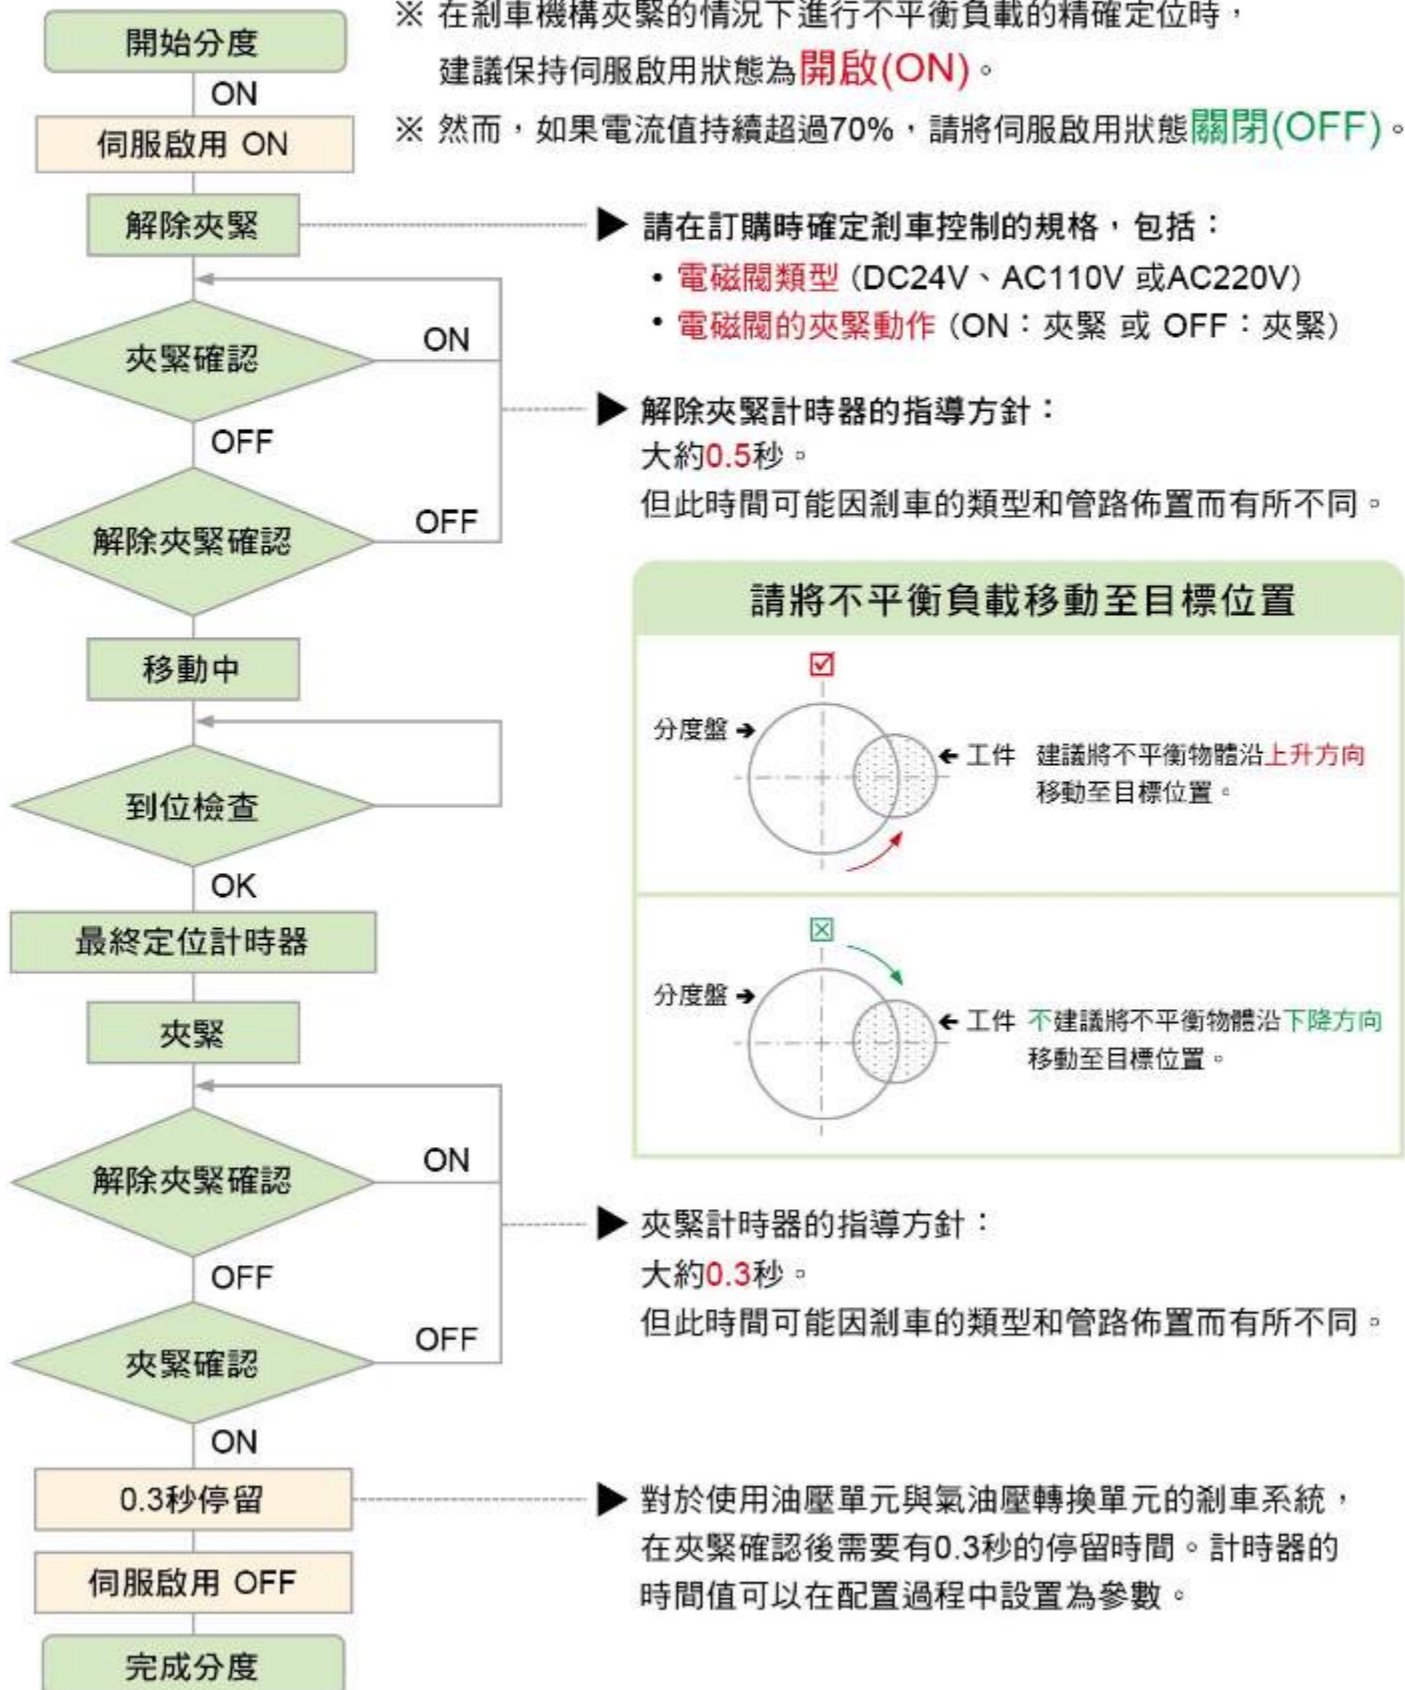 開始分度
※ 在剎車機構夾緊的情況下進行不平衡負載的精確定位時，
建議保持伺服啟用狀態為開啟(ON)。
※ 然而，如果電流值持續超過70%，請將伺服啟用狀態關閉(OFF)。
ON
伺服啟用 ON
解除夾緊
▶ 請在訂購時確定剎車控制的規格，包括：
• 電磁閥類型 (DC24V、AC110V 或AC220V)
• 電磁閥的夾緊動作 (ON：夾緊 或 OFF：夾緊)
夾緊確認
ON
OFF
▶ 解除夾緊計時器的指導方針：
大約0.5秒。
但此時間可能因剎車的類型和管路佈置而有所不同。
解除夾緊確認
OFF
移動中
到位檢查
OK
最終定位計時器
夾緊
請將不平衡負載移動至目標位置
分度盤
工件
建議將不平衡物體沿上升方向
移動至目標位置。
分度盤
工件
不建議將不平衡物體沿下降方向
移動至目標位置。
解除夾緊確認
ON
OFF
▶ 夾緊計時器的指導方針：
大約0.3秒。
但此時間可能因剎車的類型和管路佈置而有所不同。
夾緊確認
OFF
ON
0.3秒停留
▶ 對於使用油壓單元與氣油壓轉換單元的剎車系統，
在夾緊確認後需要有0.3秒的停留時間。計時器的
時間值可以在配置過程中設置為參數。
伺服啟用 OFF
完成分度